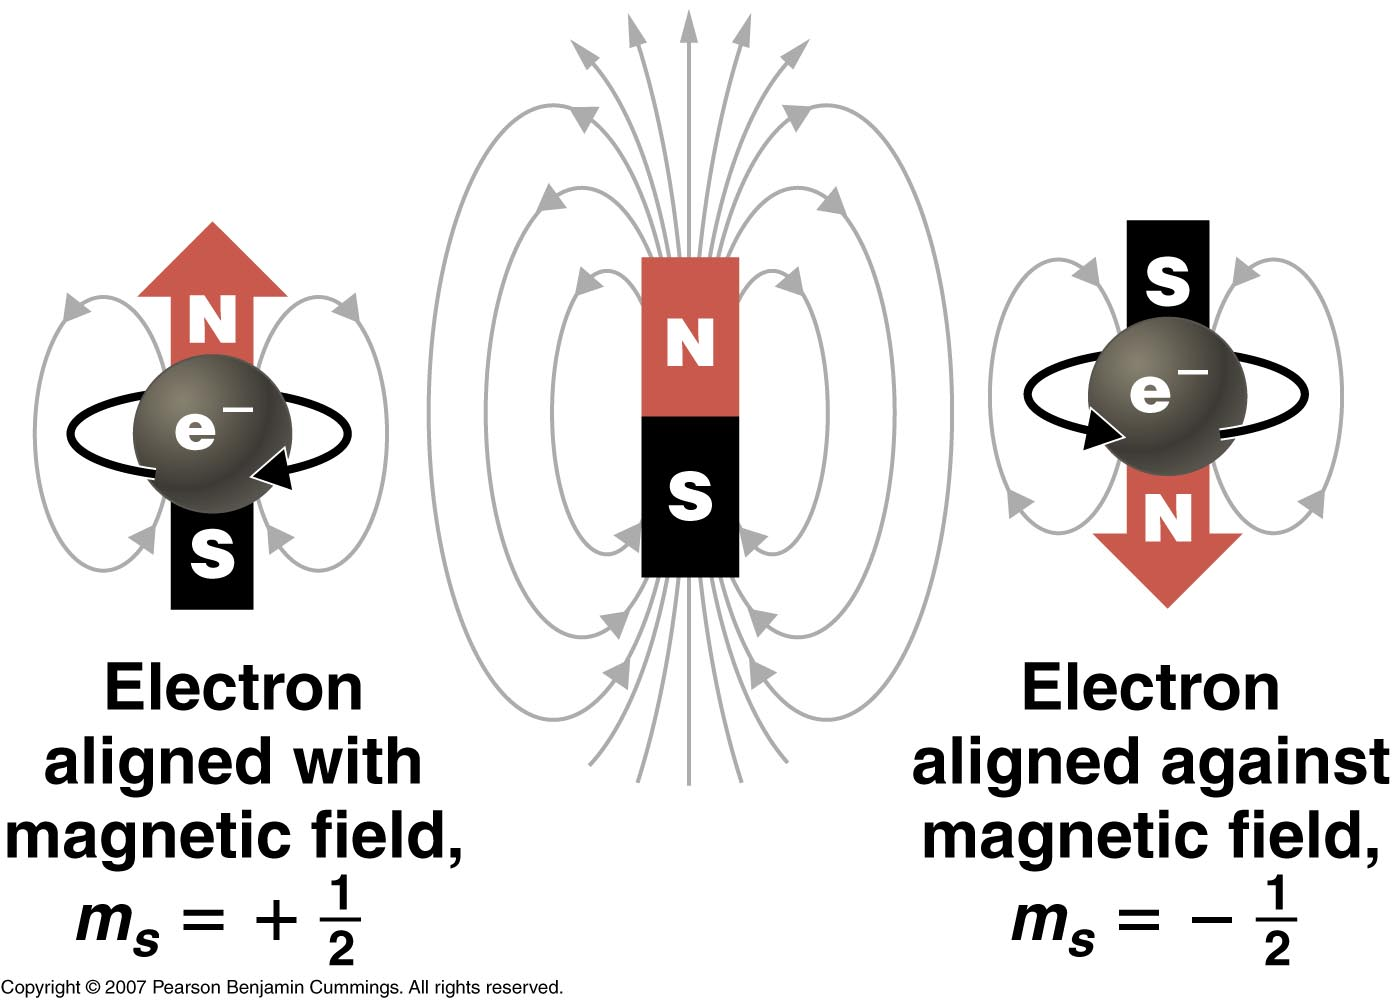 N
e−
S
N
S
S
e−
N
Electron
aligned with
magnetic field,
ms = + 1/2
Electron
aligned against
magnetic field,
ms = − 1/2
Copyright © 2007 Pearson Benjamin Cummings. All rights reserved.